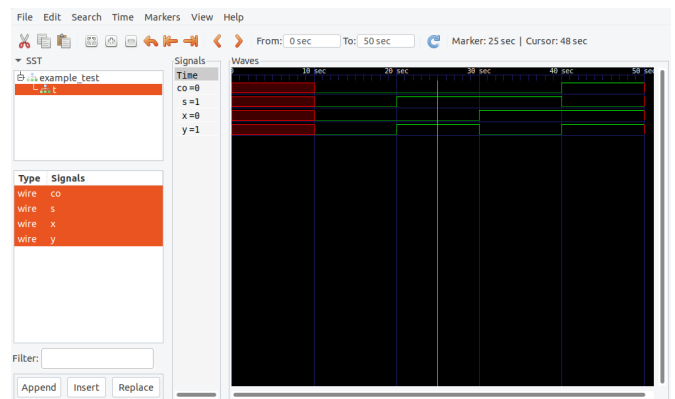 File Edit Search Time Markers View Help
From: 0 sec To: 50 sec Marker: 25 sec | Cursor: 48 sec
SST
example_test
t
Type Signals
wire co
wire s
wire x
wire y
Filter:
Append Insert Replace
Signals
Time
co =0
s =1
x =0
y =1
Waves
0 10 sec 20 sec 30 sec 40 sec 50 sec